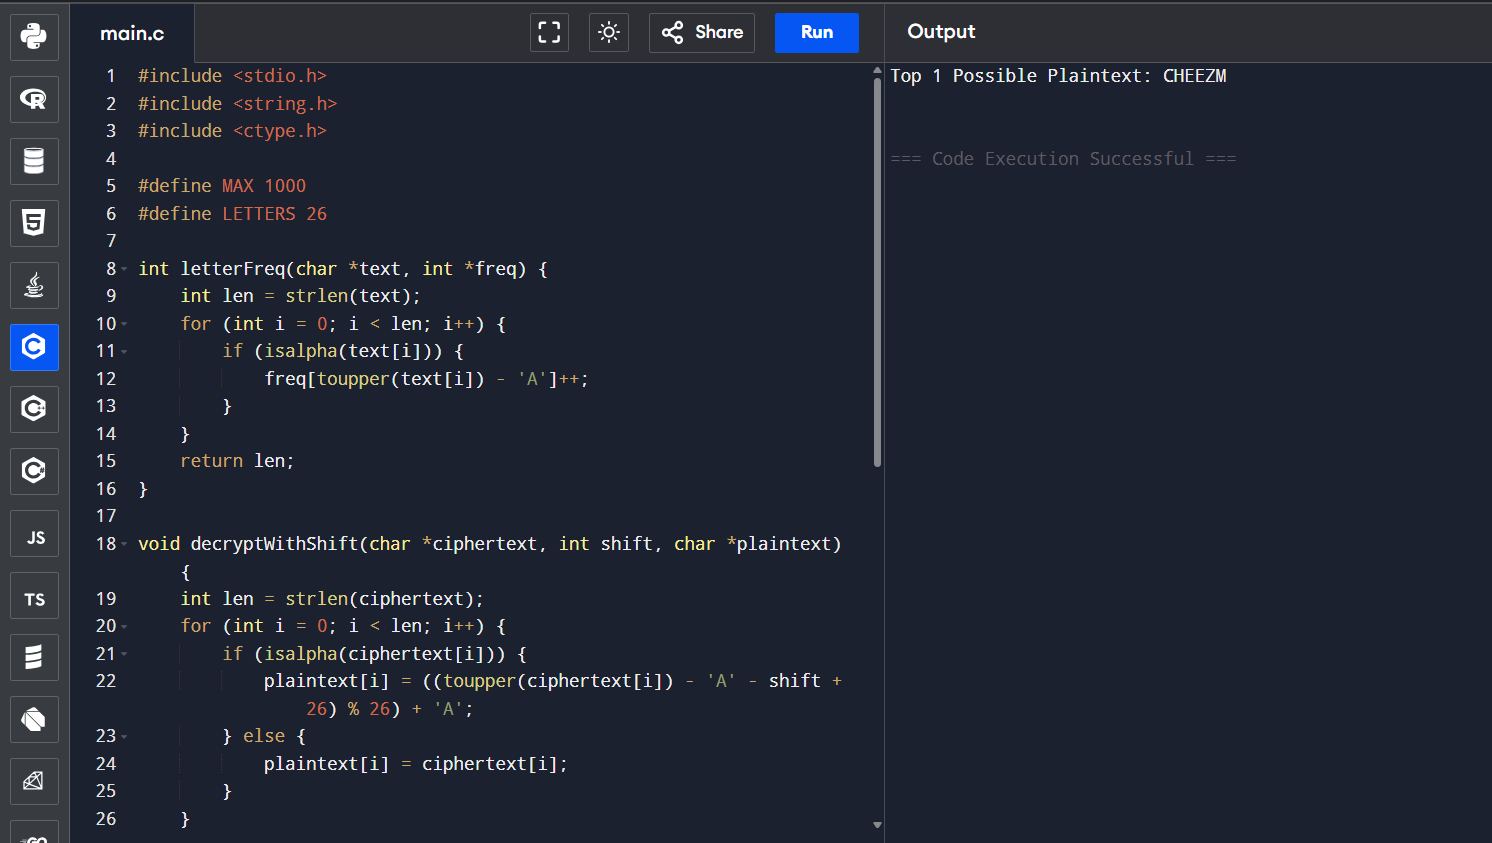 main.c
Share
Run
Output
1 #include <stdio.h>
2 #include <string.h>
3 #include <ctype.h>
4
5 #define MAX 1000
6 #define LETTERS 26
7
8 int letterFreq(char *text, int *freq) {
9     int len = strlen(text);
10     for (int i = 0; i < len; i++) {
11         if (isalpha(text[i])) {
12             freq[toupper(text[i]) - 'A']++;
13         }
14     }
15     return len;
16 }
17
18 void decryptWithShift(char *ciphertext, int shift, char *plaintext)
    {
19     int len = strlen(ciphertext);
20     for (int i = 0; i < len; i++) {
21         if (isalpha(ciphertext[i])) {
22             plaintext[i] = ((toupper(ciphertext[i]) - 'A' - shift +
                26) % 26) + 'A';
23         } else {
24             plaintext[i] = ciphertext[i];
25         }
26     }
Top 1 Possible Plaintext: CHEEZM
=== Code Execution Successful ===
R
5
C
C
C
JS
TS
GO